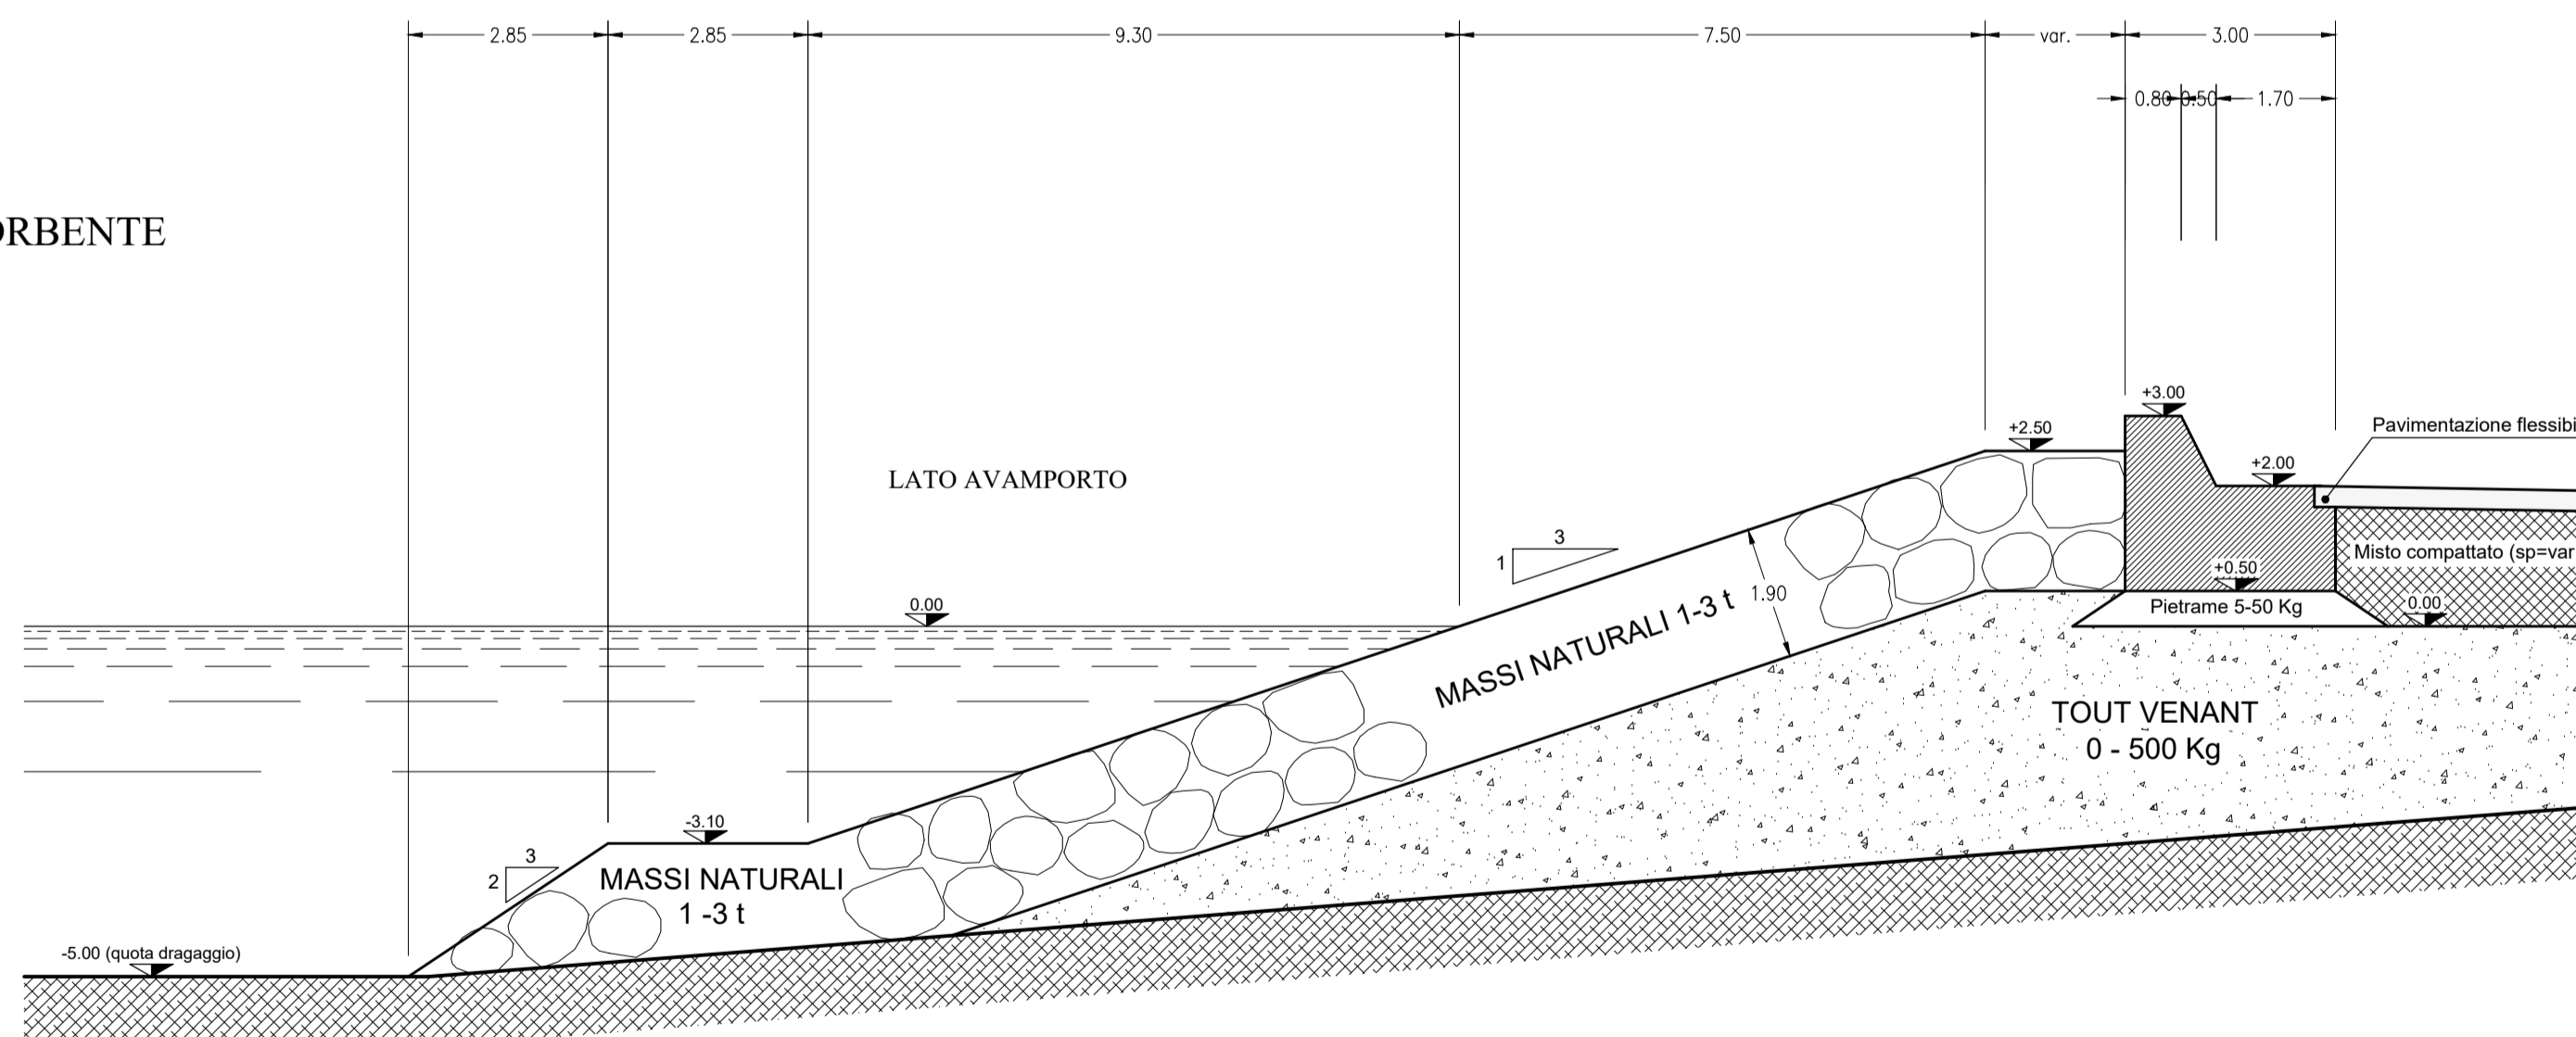 2.85 2.85 9.30 7.50 var. 3.00
0.80 0.50 1.70
ORBENTE
+3.00
+2.50
Pavimentazione flessibi
+2.00
LATO AVAMPORTO
3
1
Misto compattato (sp=var
+0.50
1.90
0.00
Pietrame 5-50 Kg
0.00
MASSI NATURALI 1-3 t
TOUT VENANT
0 - 500 Kg
-3.10
3
2
MASSI NATURALI
1 -3 t
-5.00 (quota dragaggio)